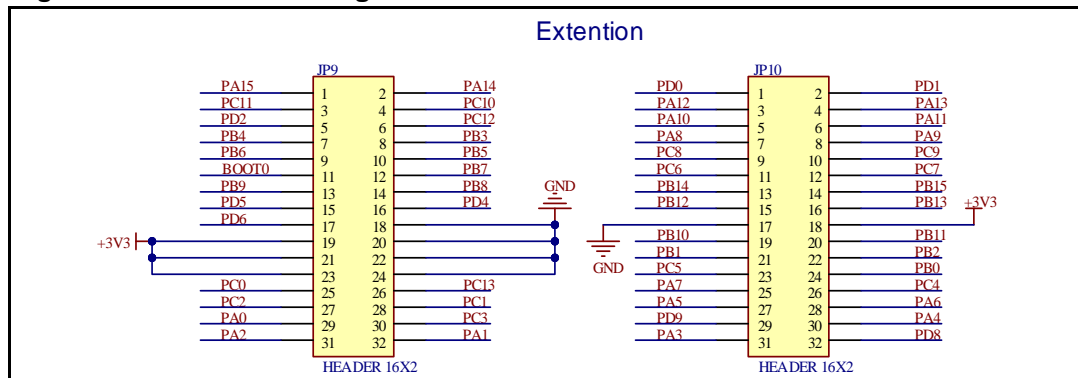 Extention
JP9
PA15 1 2 PA14
PC11 3 4 PC10
PD2 5 6 PC12
PB4 7 8 PB3
PB6 9 10 PB5
BOOT0 11 12 PB7
PB9 13 14 PB8
PD5 15 16 PD4
PD6 17 18
19 20
21 22
23 24
PC0 25 26 PC13
PC2 27 28 PC1
PA0 29 30 PC3
PA2 31 32 PA1
HEADER 16X2
+3V3
GND
JP10
PD0 1 2 PD1
PA12 3 4 PA13
PA10 5 6 PA11
PA8 7 8 PA9
PC8 9 10 PC9
PC6 11 12 PC7
PB14 13 14 PB15
PB12 15 16 PB13
17 18 +3V3
PB10 19 20 PB11
PB1 21 22 PB2
PC5 23 24 PB0
PA7 25 26 PC4
PA5 27 28 PA6
PD9 29 30 PA4
PA3 31 32 PD8
HEADER 16X2
GND